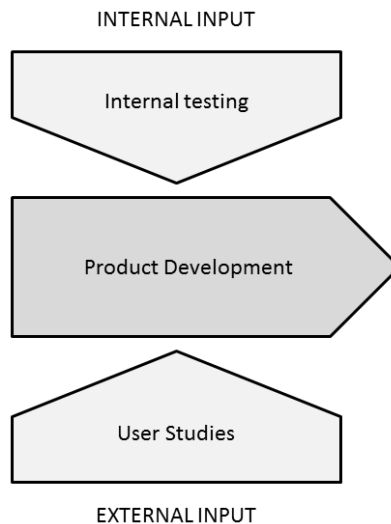 INTERNAL INPUT
Internal testing
Product Development
User Studies
EXTERNAL INPUT